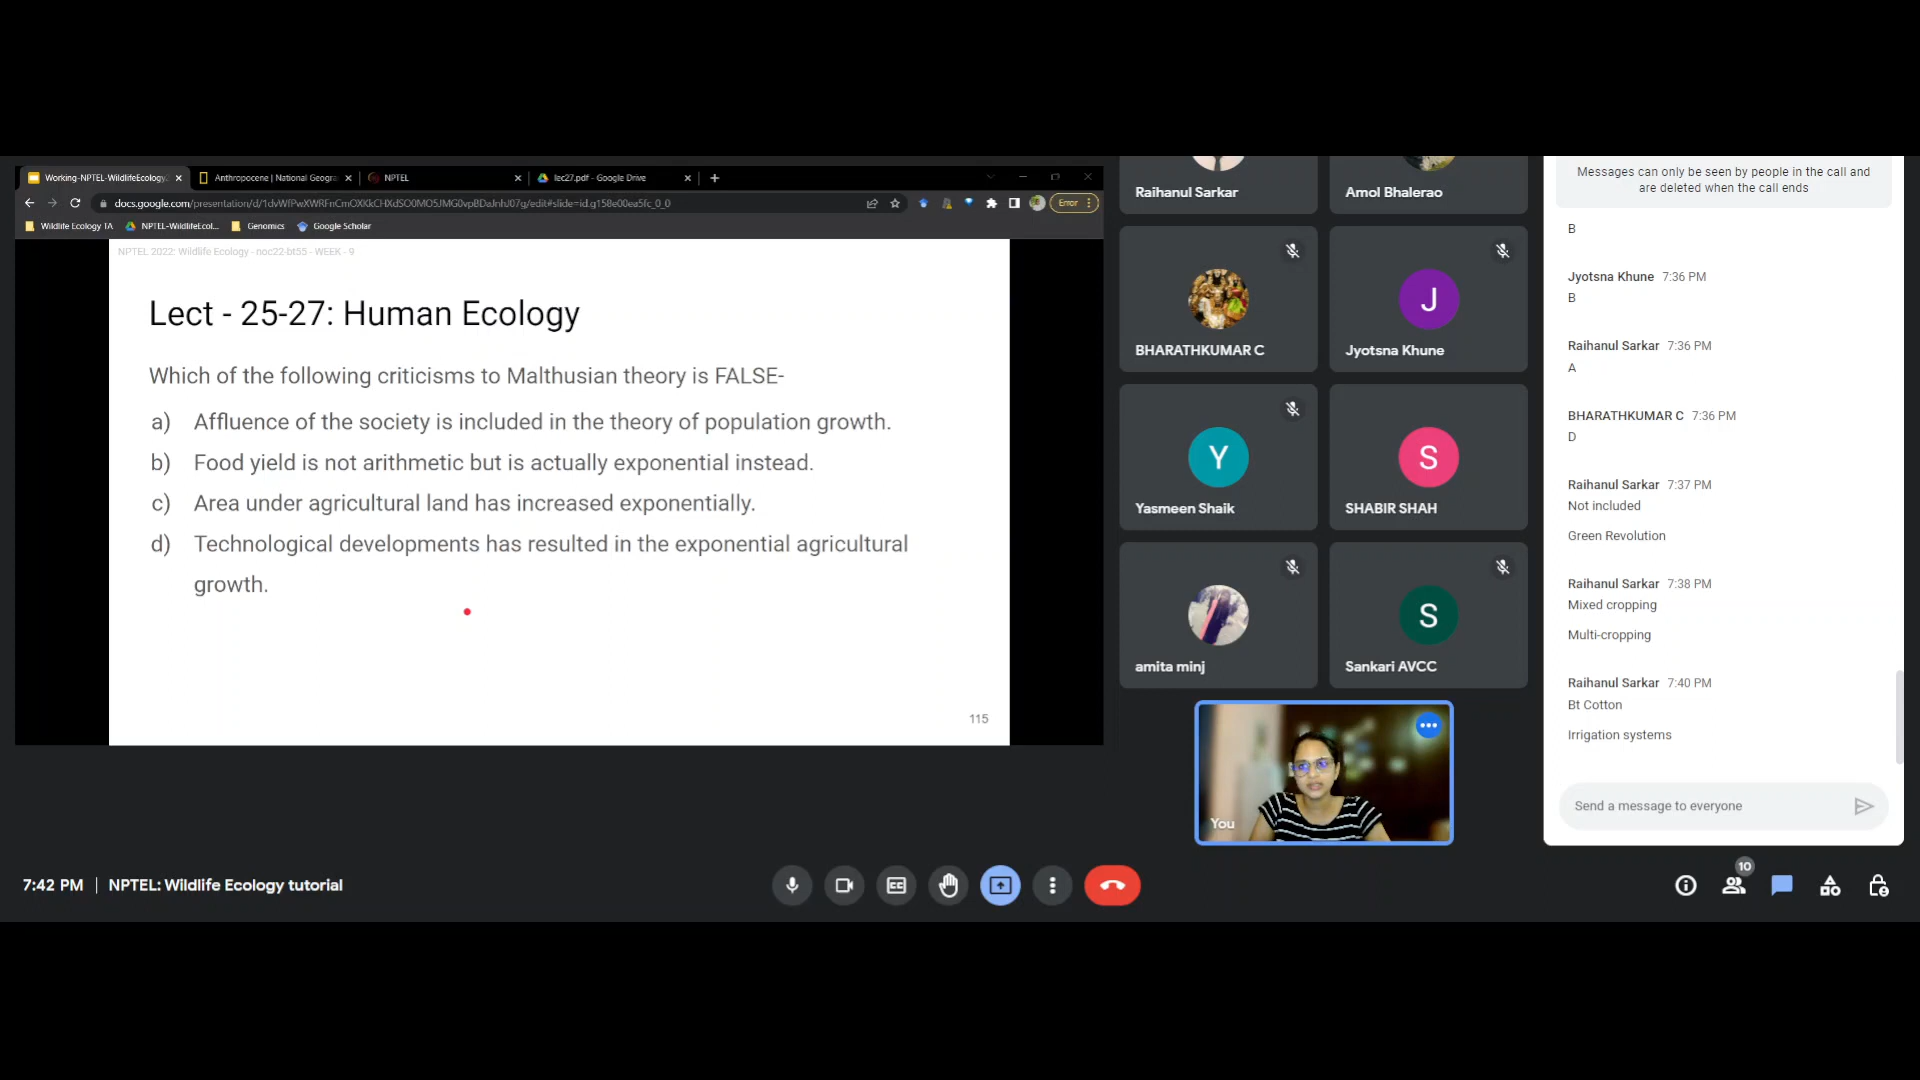 Working-NPTEL-WildlifeEcology
Anthropocene | National Geogra
NPTEL
lec27.pdf - Google Drive
Error
Wildlife Ecology TA
NPTEL-WildlifeEcol...
Genomics
Google Scholar
NPTEL 2022: Wildlife Ecology - noc22-bt55 - WEEK - 9
Lect - 25-27: Human Ecology
Which of the following criticisms to Malthusian theory is FALSE-
a) Affluence of the society is included in the theory of population growth.
b) Food yield is not arithmetic but is actually exponential instead.
c) Area under agricultural land has increased exponentially.
d) Technological developments has resulted in the exponential agricultural
growth.
115
Raihanul Sarkar
Amol Bhalerao
BHARATHKUMAR C
J
Jyotsna Khune
Y
Yasmeen Shaik
S
SHABIR SHAH
amita minj
S
Sankari AVCC
You
Messages can only be seen by people in the call and
are deleted when the call ends
B
Jyotsna Khune 7:36 PM
B
Raihanul Sarkar 7:36 PM
A
BHARATHKUMAR C 7:36 PM
D
Raihanul Sarkar 7:37 PM
Not included
Green Revolution
Raihanul Sarkar 7:38 PM
Mixed cropping
Multi-cropping
Raihanul Sarkar 7:40 PM
Bt Cotton
Irrigation systems
Send a message to everyone
7:42 PM | NPTEL: Wildlife Ecology tutorial
10